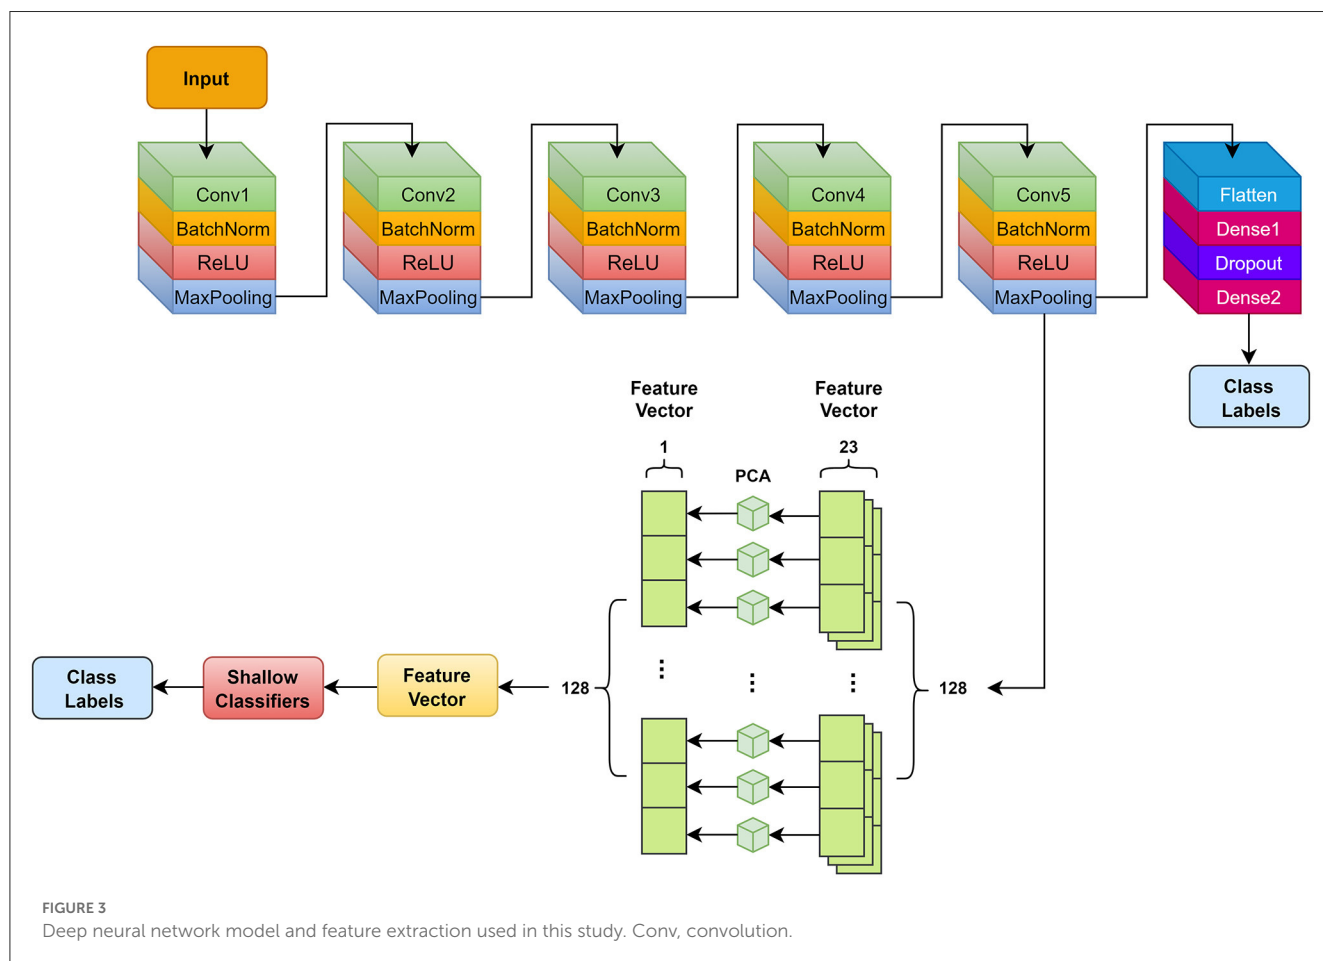 Input
Conv1
BatchNorm
ReLU
MaxPooling
Conv2
BatchNorm
ReLU
MaxPooling
Conv3
BatchNorm
ReLU
MaxPooling
Conv4
BatchNorm
ReLU
MaxPooling
Conv5
BatchNorm
ReLU
MaxPooling
Flatten
Dense1
Dropout
Dense2
Class
Labels
Feature
Vector
1
PCA
Feature
Vector
23
128
128
Feature
Vector
Shallow
Classifiers
Class
Labels
FIGURE 3
Deep neural network model and feature extraction used in this study. Conv, convolution.